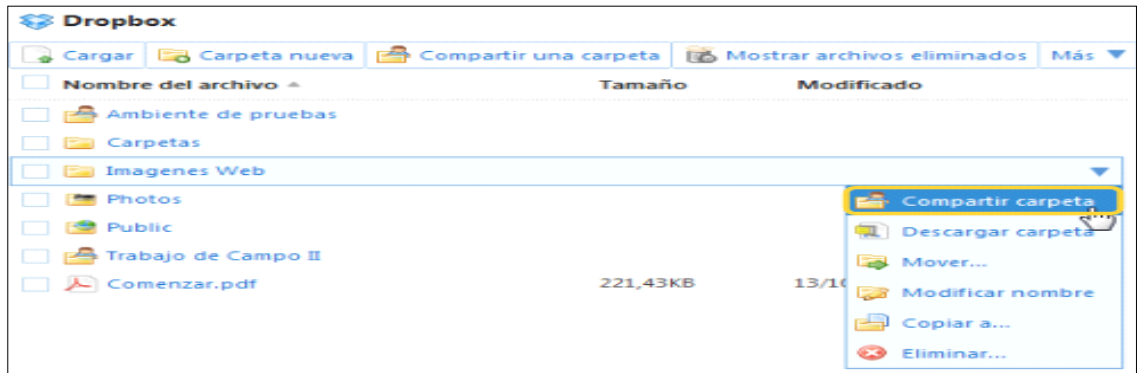 Dropbox
Cargar Carpeta nueva Compartir una carpeta Mostrar archivos eliminados Más
Nombre del archivo Tamaño Modificado
Ambiente de pruebas
Carpetas
Imagenes Web
Photos
Compartir carpeta
Public
Descargar carpeta
Trabajo de Campo II
Mover...
Comenzar.pdf 221,43KB 13/10
Modificar nombre
Copiar a...
Eliminar...